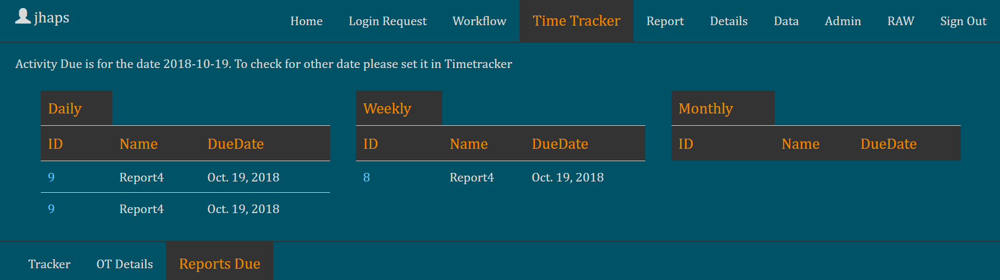 jhaps
Home Login Request Workflow Time Tracker Report Details Data Admin RAW Sign Out
Activity Due is for the date 2018-10-19. To check for other date please set it in Timetracker
Daily
ID Name DueDate
9 Report4 Oct. 19, 2018
9 Report4 Oct. 19, 2018
Weekly
ID Name DueDate
8 Report4 Oct. 19, 2018
Monthly
ID Name DueDate
Tracker OT Details Reports Due